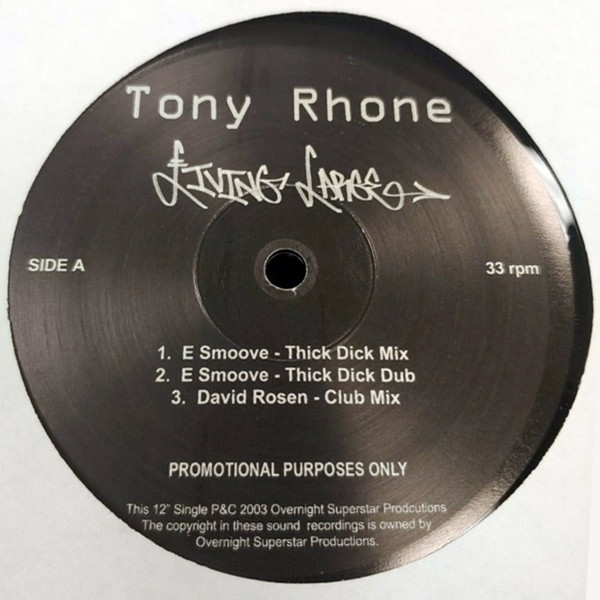 Tony Rhone
LIVING LARGE
SIDE A
33 rpm
1. E Smoove - Thick Dick Mix
2. E Smoove - Thick Dick Dub
3. David Rosen - Club Mix
PROMOTIONAL PURPOSES ONLY
This 12" Single P&C 2003 Overnight Superstar Prodcutions
The copyright in these sound recordings is owned by
Overnight Superstar Productions.